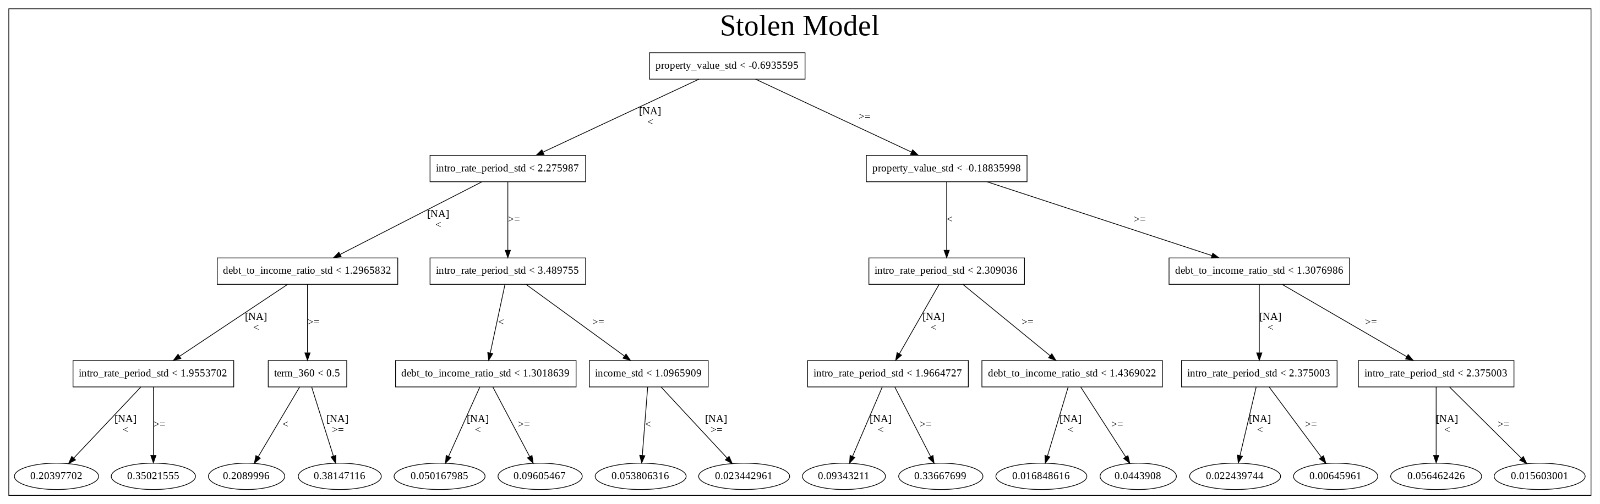 Stolen Model
property_value_std < -0.6935595
[NA]
<
>=
intro_rate_period_std < 2.275987
property_value_std < -0.18835998
[NA]
<
>=
<
>=
debt_to_income_ratio_std < 1.2965832
intro_rate_period_std < 3.489755
intro_rate_period_std < 2.309036
debt_to_income_ratio_std < 1.3076986
[NA]
<
>=
<
>=
[NA]
<
>=
[NA]
<
>=
intro_rate_period_std < 1.9553702
term_360 < 0.5
debt_to_income_ratio_std < 1.3018639
income_std < 1.0965909
intro_rate_period_std < 1.9664727
debt_to_income_ratio_std < 1.4369022
intro_rate_period_std < 2.375003
intro_rate_period_std < 2.375003
[NA]
<
>=
<
[NA]
>=
[NA]
<
>=
<
[NA]
>=
[NA]
<
>=
[NA]
<
>=
[NA]
<
>=
[NA]
<
>=
0.20397702
0.35021555
0.2089996
0.38147116
0.050167985
0.09605467
0.053806316
0.023442961
0.09343211
0.33667699
0.016848616
0.0443908
0.022439744
0.00645961
0.056462426
0.015603001